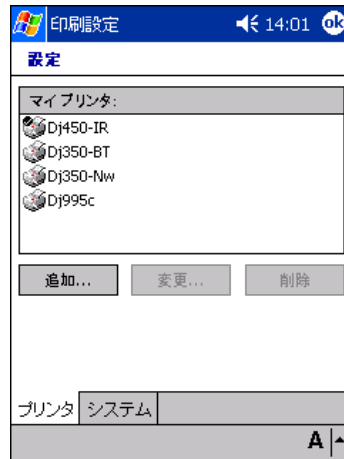 印刷設定 14:01 ok
設定
マイ プリンタ:
Dj450-IR
Dj350-BT
Dj350-Nw
Dj995c
追加... 変更... 削除
プリンタ システム
A